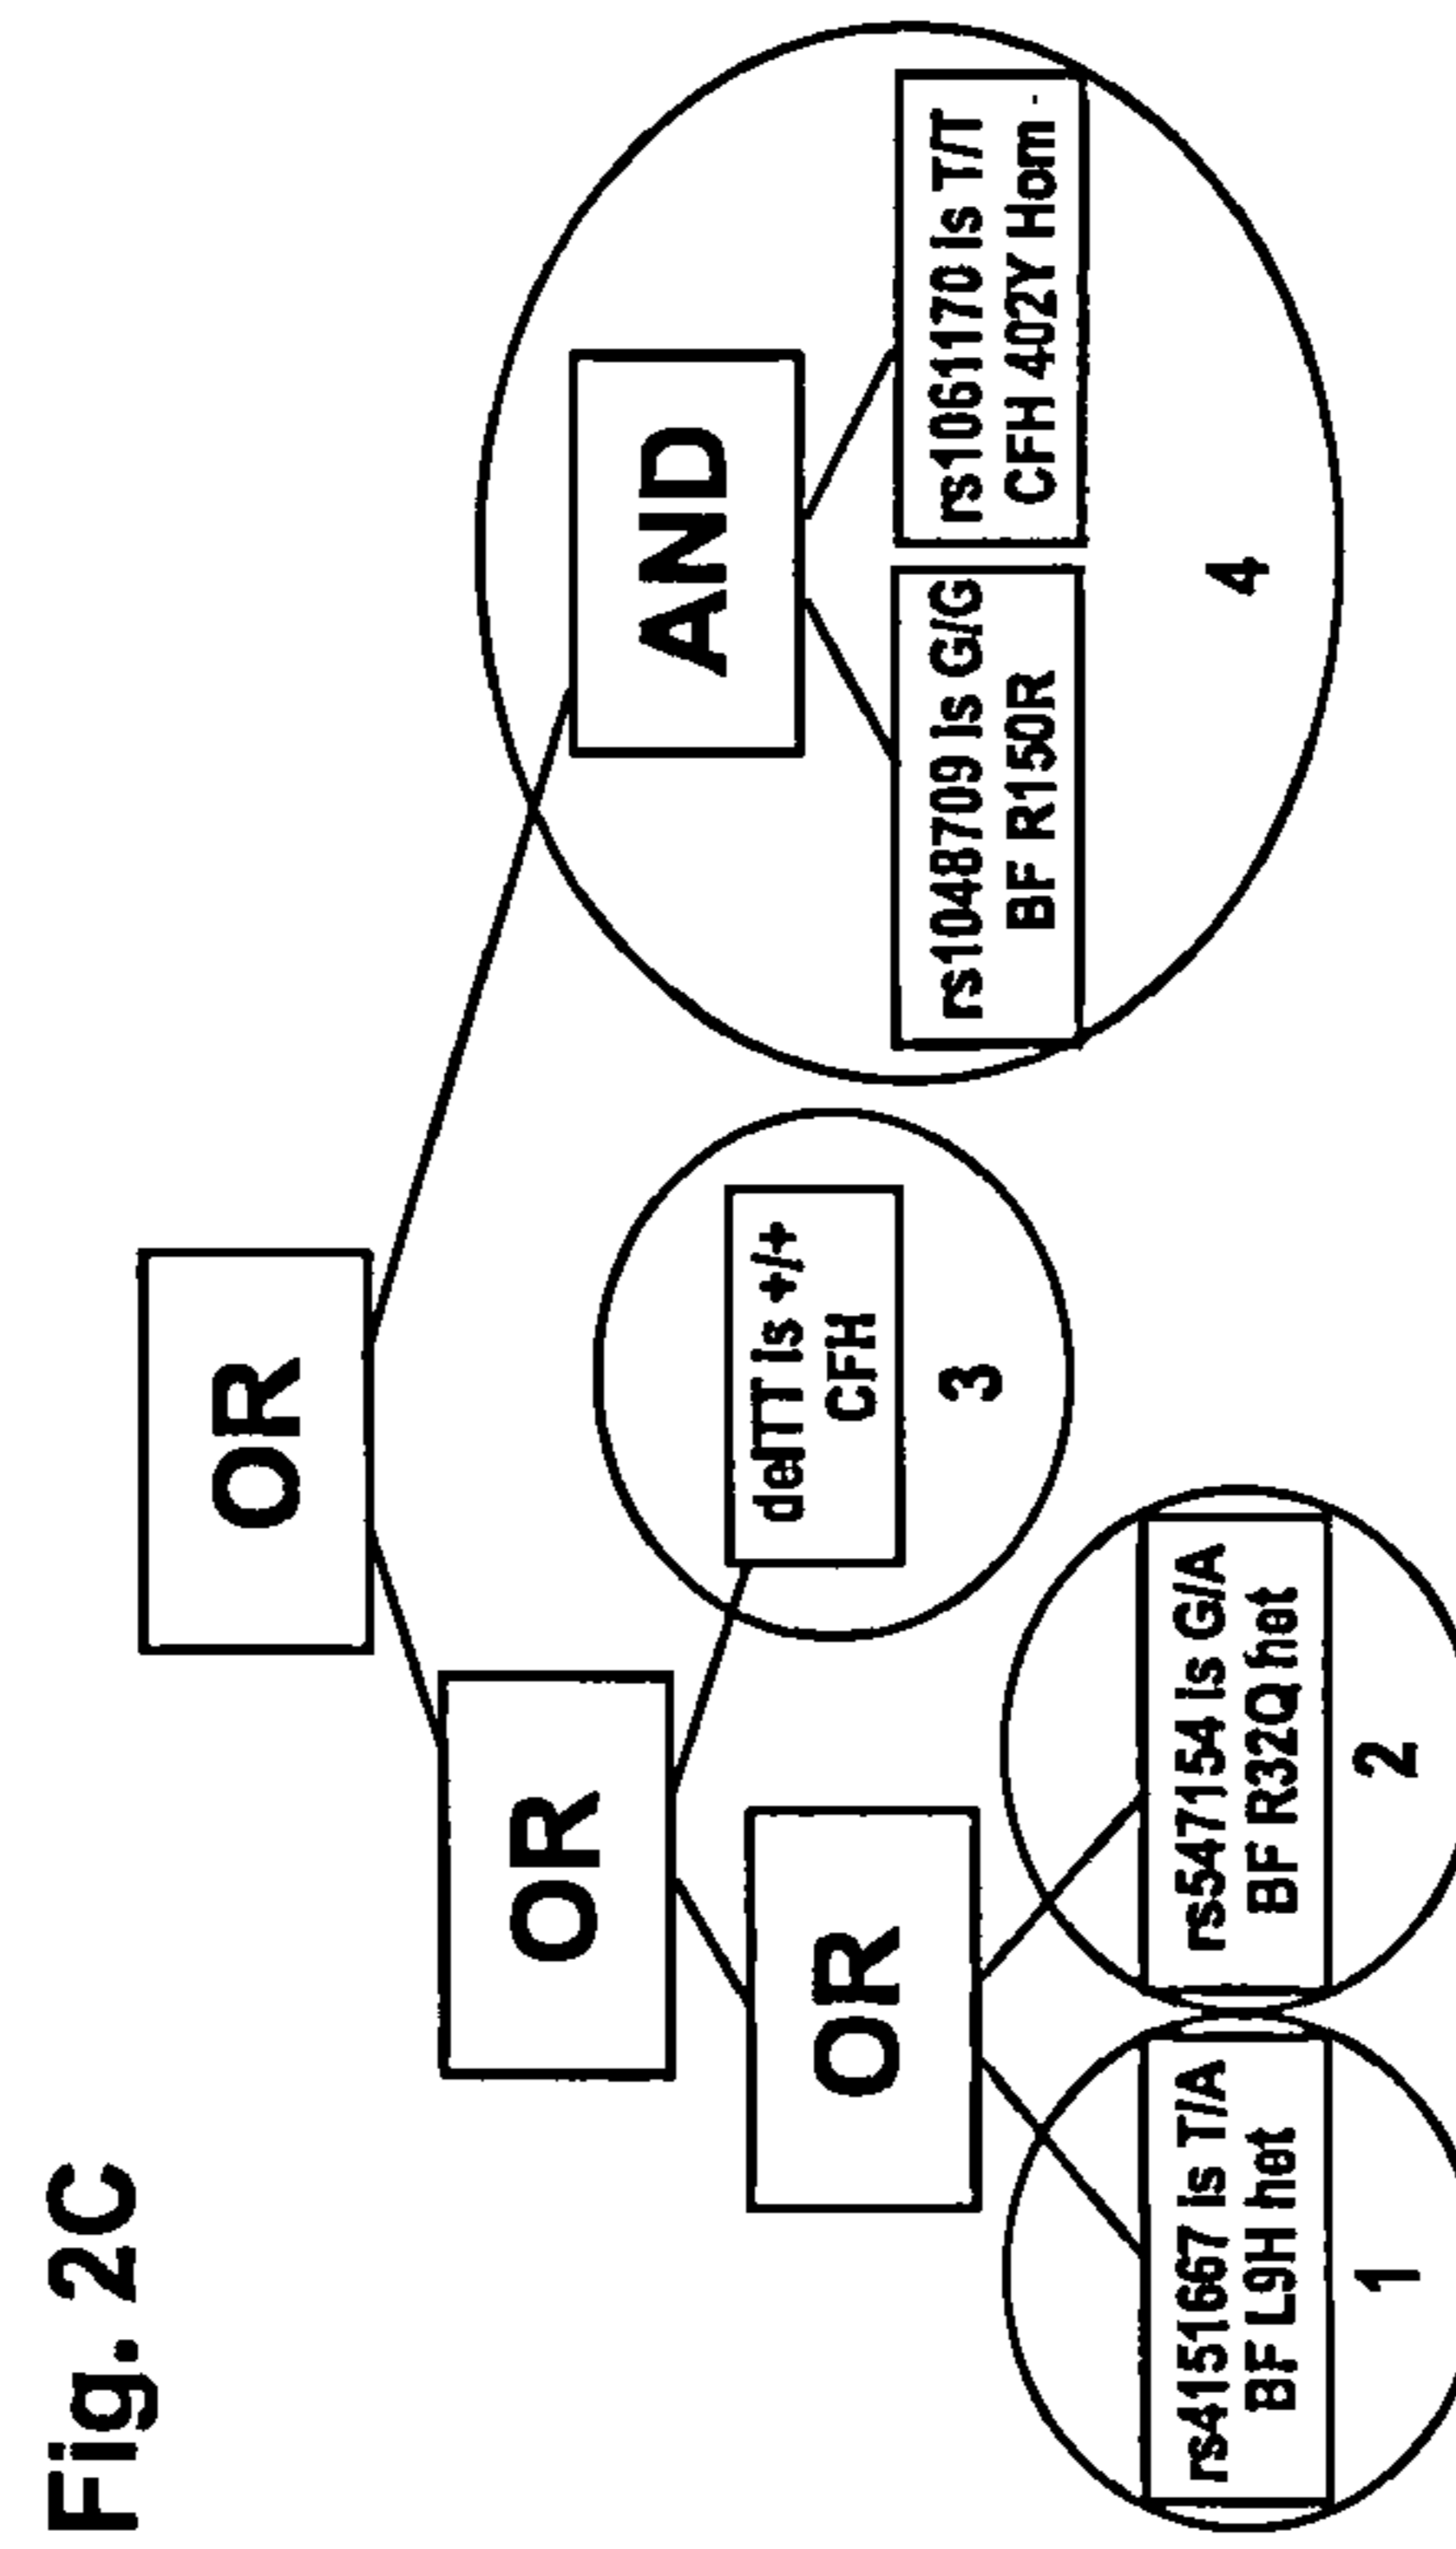 Fig. 2C
OR
OR
AND
OR
delTT is +/+
CFH
3
rs1048709 is G/G
BF R150R
rs1061170 is T/T
CFH 402Y Hom
4
rs415167 is T/A
BF L9H het
1
rs547154 is G/A
BF R32Q het
2